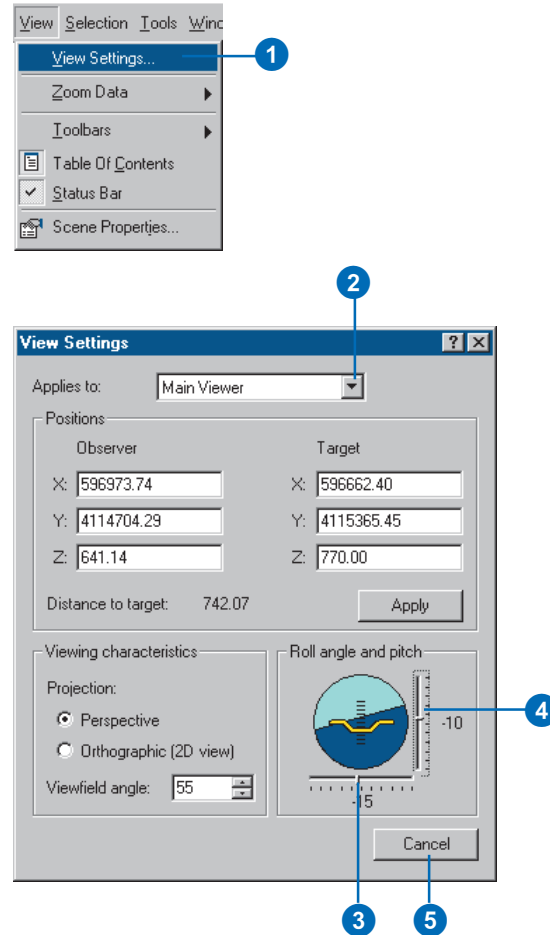 View Selection Tools Winc
View Settings... 1
Zoom Data
Toolbars
Table Of Contents
Status Bar
Scene Properties...
2
View Settings ? ×
Applies to: Main Viewer
Positions
Observer Target
X: 596973.74 X: 596662.40
Y: 4114704.29 Y: 4115365.45
Z: 641.14 Z: 770.00
Distance to target: 742.07 Apply
Viewing characteristics Roll angle and pitch
Projection:
Perspective
Orthographic (2D view)
Viewfield angle: 55
4
-10
-15
Cancel
3 5